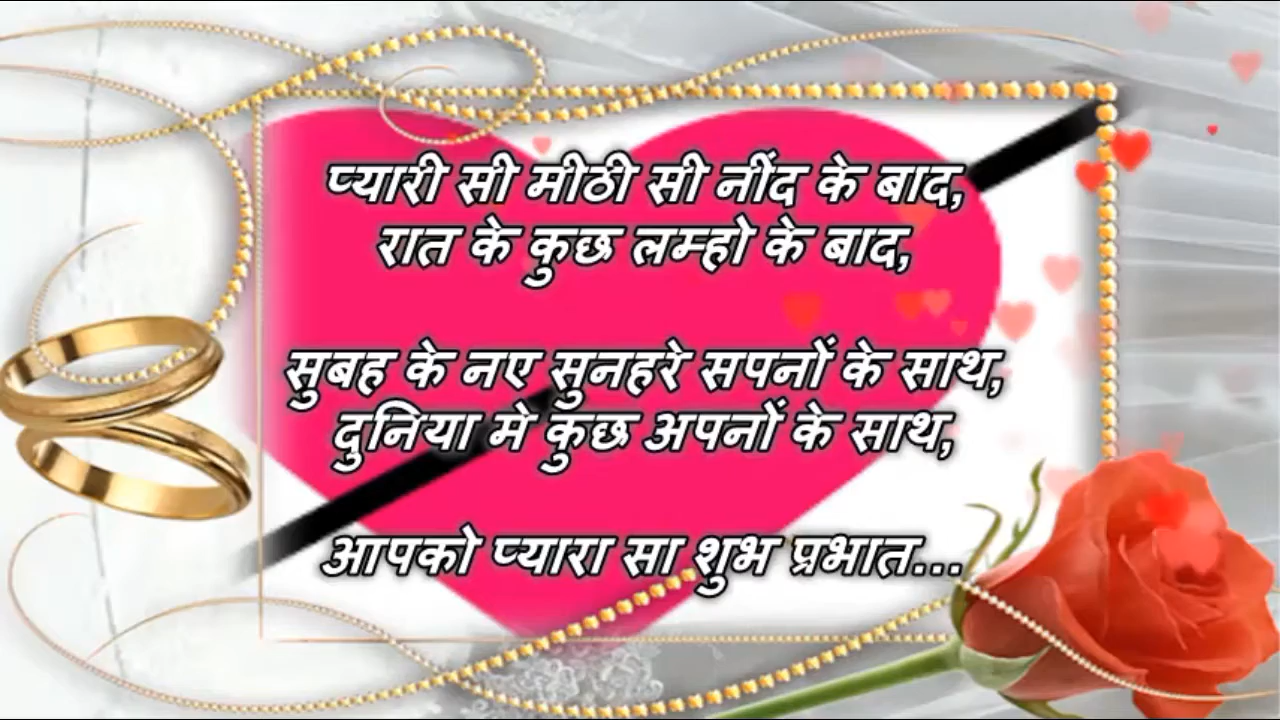 प्यारी सी मीठी सी नींद के बाद,
रात के कुछ लम्हो के बाद,
सुबह के नए सुनहरे सपनों के साथ,
दुनिया मे कुछ अपनों के साथ,
आपको प्यारा सा शुभ प्रभात...